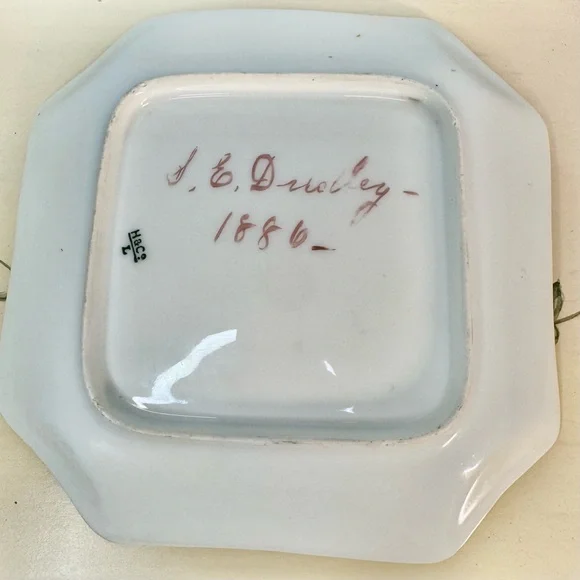 S. E. Dudley -
1886 -
H&Co
L